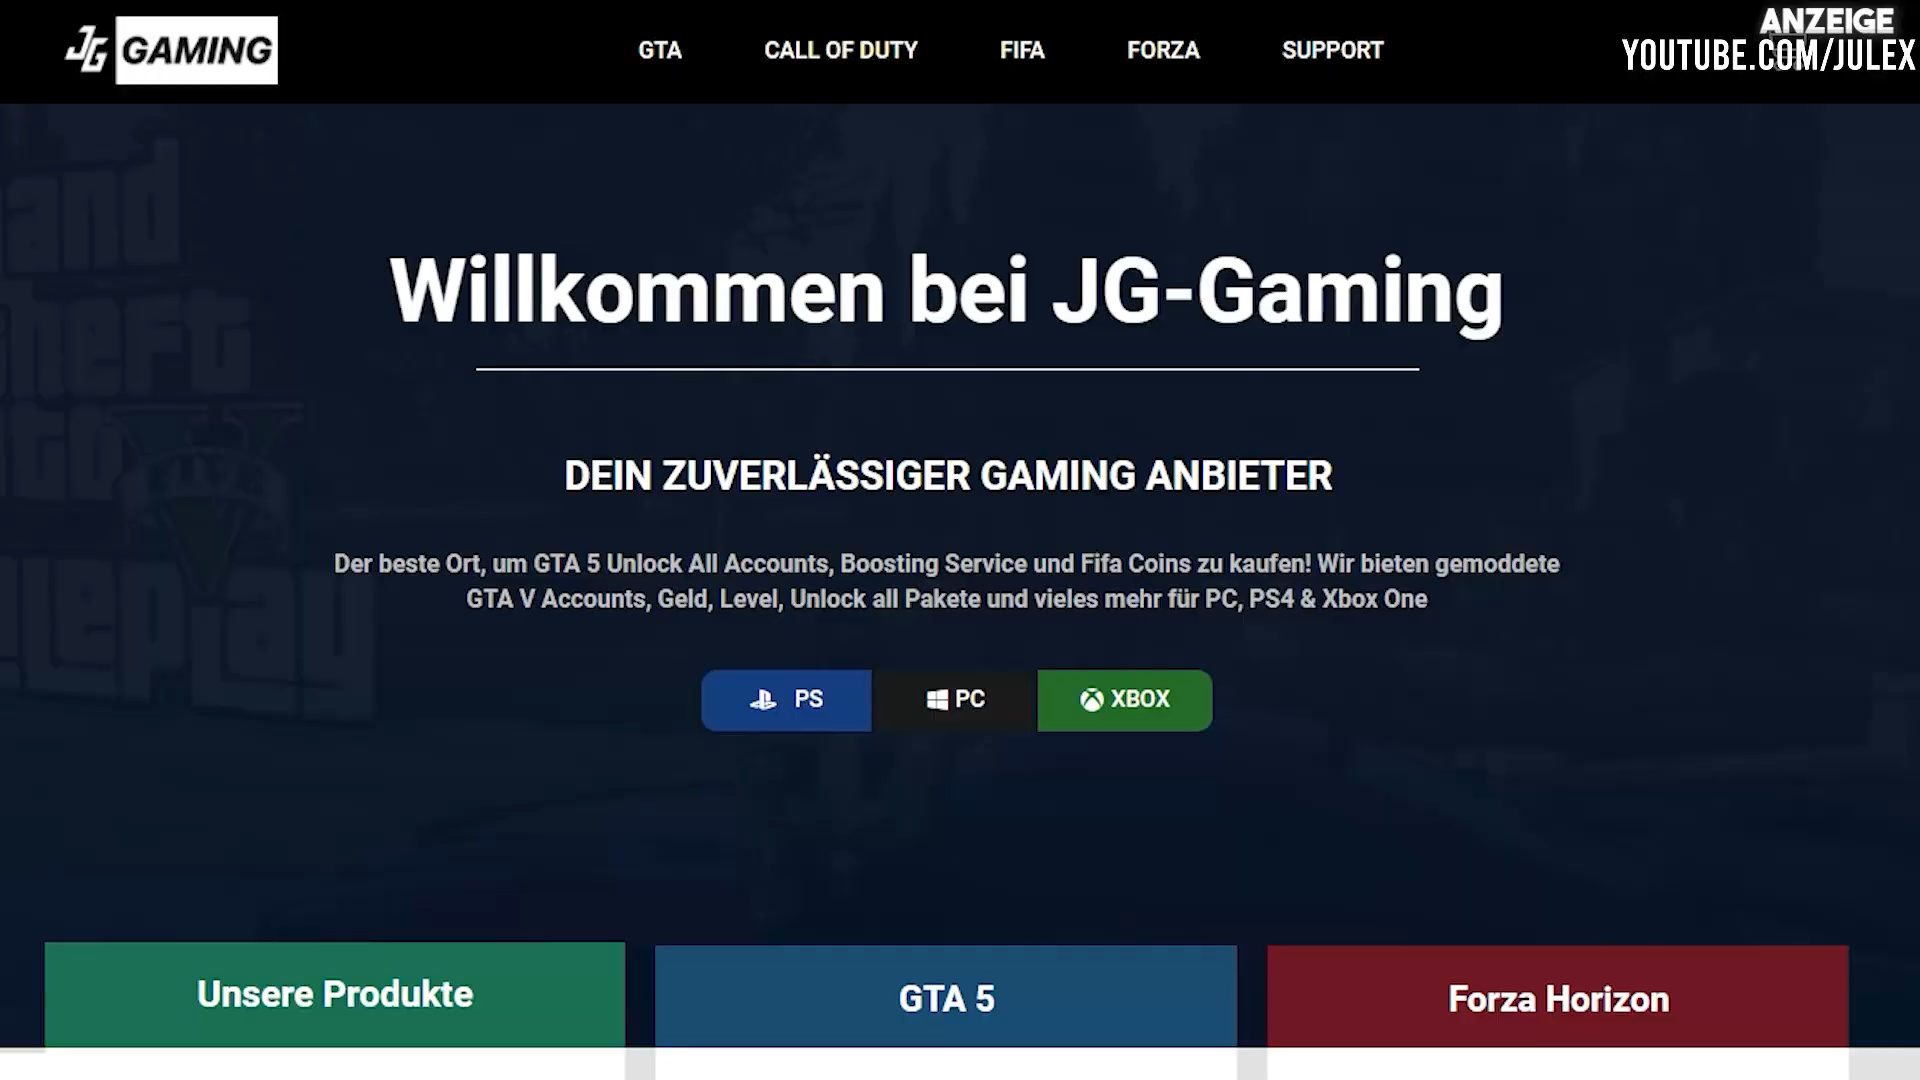 JG GAMING
GTA
CALL OF DUTY
FIFA
FORZA
SUPPORT
ANZEIGE
YOUTUBE.COM/JULEX
Willkommen bei JG-Gaming
DEIN ZUVERLÄSSIGER GAMING ANBIETER
Der beste Ort, um GTA 5 Unlock All Accounts, Boosting Service und Fifa Coins zu kaufen! Wir bieten gemoddete
GTA V Accounts, Geld, Level, Unlock all Pakete und vieles mehr für PC, PS4 & Xbox One
PS
PC
XBOX
Unsere Produkte
GTA 5
Forza Horizon